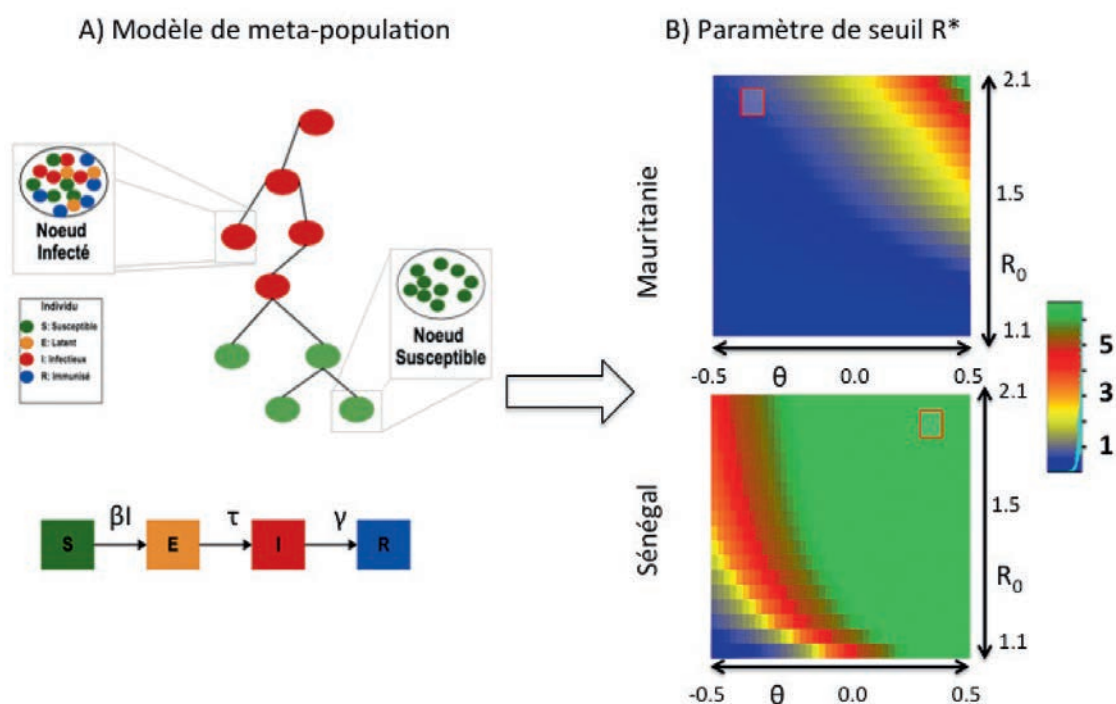 A) Modèle de meta-population
Noeud
Infecté
Individu
S: Susceptible
E: Latent
I: Infectieux
R: Immunisé
Noeud
Susceptible
S
βI
E
τ
I
γ
R
B) Paramètre de seuil R*
Mauritanie
2.1
1.5
R0
1.1
-0.5
θ
0.0
0.5
Sénégal
2.1
1.5
R0
1.1
-0.5
θ
0.0
0.5
5
3
1